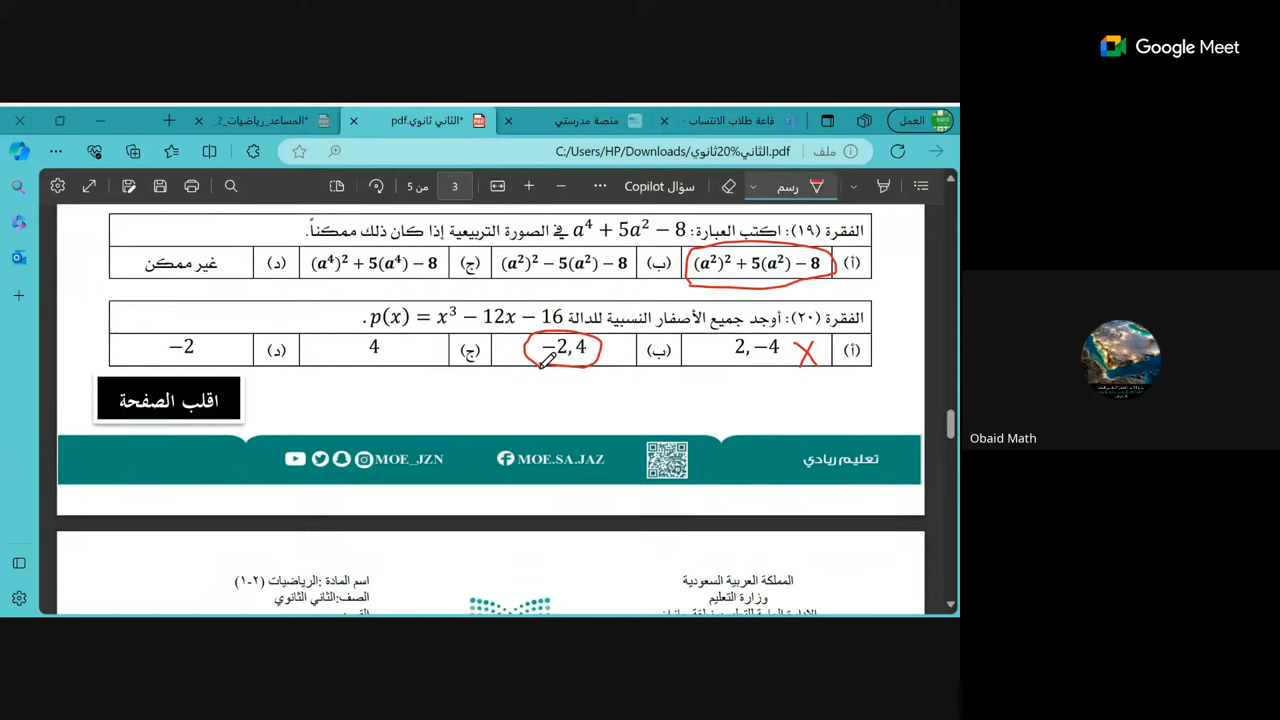 Google Meet
العمل
قاعة طلاب الانتساب -
منصة مدرستي
الثاني ثانوي.pdf*
المساعد_رياضيات_2*
ملف
C:/Users/HP/Downloads/الثاني%20ثانوي.pdf
رسم
سؤال Copilot
3 من 5
الفقرة (١٩): اكتب العبارة: a⁴ + 5a² − 8 في الصورة التربيعية إذا كان ذلك ممكناً.
(أ) (a²)² + 5(a²) − 8 (ب) (a²)² − 5(a²) − 8 (ج) (a⁴)² + 5(a⁴) − 8 (د) غير ممكن
الفقرة (٢٠): أوجد جميع الأصفار النسبية للدالة p(x) = x³ − 12x − 16 .
(أ) 2, −4 X (ب) −2, 4 (ج) 4 (د) −2
اقلب الصفحة
MOE_JZN
MOE.SA.JAZ
تعليم ريادي
المملكة العربية السعودية
وزارة التعليم
اسم المادة :الرياضيات (٢-١)
الصف:الثاني الثانوي
Obaid Math